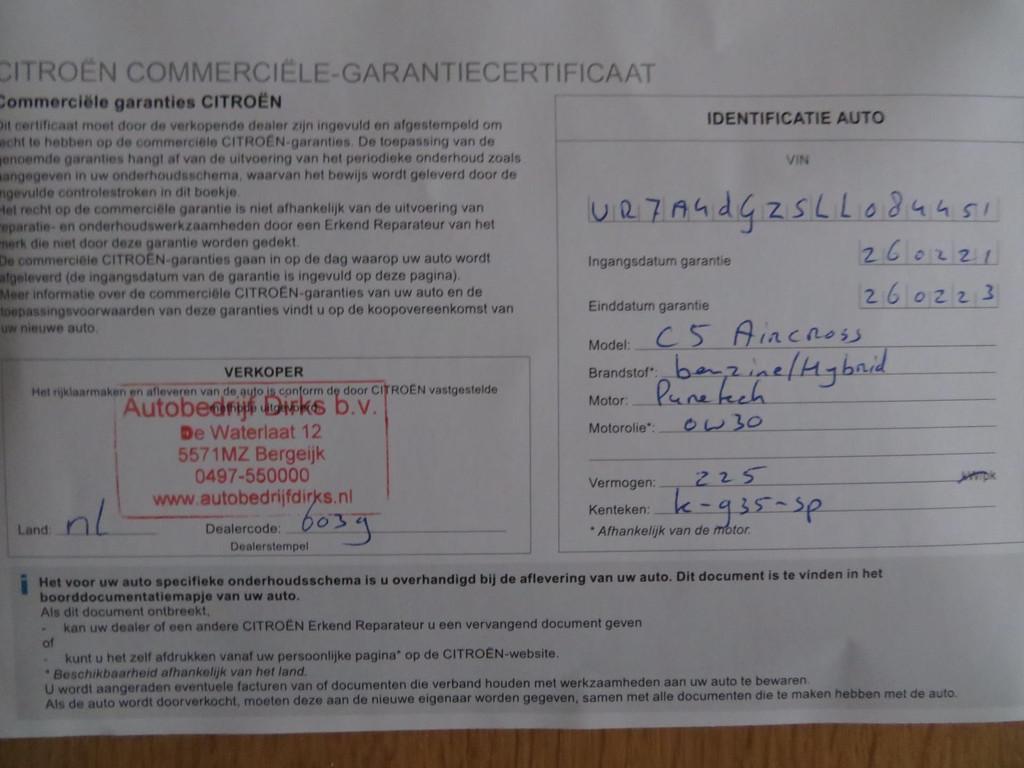 CITROËN COMMERCIËLE-GARANTIECERTIFICAAT
Commerciële garanties CITROËN
Dit certificaat moet door de verkopende dealer zijn ingevuld en afgestempeld om
recht te hebben op de commerciële CITROËN-garanties. De toepassing van de
genoemde garanties hangt af van de uitvoering van het periodieke onderhoud zoals
aangegeven in uw onderhoudsschema, waarvan het bewijs wordt geleverd door de
ingevulde controlestroken in dit boekje.
Het recht op de commerciële garantie is niet afhankelijk van de uitvoering van
reparatie- en onderhoudswerkzaamheden door een Erkend Reparateur van het
merk die niet door deze garantie worden gedekt.
De commerciële CITROËN-garanties gaan in op de dag waarop uw auto wordt
afgeleverd (de ingangsdatum van de garantie is ingevuld op deze pagina).
Meer informatie over de commerciële CITROËN-garanties van uw auto en de
toepassingsvoorwaarden van deze garanties vindt u op de koopovereenkomst van
uw nieuwe auto.
VERKOPER
Het rijklaarmaken en afleveren van de auto is conform de door CITROËN vastgestelde
methode uitgevoerd.
Autobedrijf Dirks b.v.
De Waterlaat 12
5571MZ Bergeijk
0497-550000
www.autobedrijfdirks.nl
Land: nl Dealercode: 603g
Dealerstempel
IDENTIFICATIE AUTO
VIN
VR7A4dGZSLL084451
Ingangsdatum garantie 260221
Einddatum garantie 260223
Model: C5 Aircross
Brandstof*: benzine/Hybrid
Motor: Puretech
Motorolie*: 0W30
Vermogen: 225 pk
Kenteken: k-935-sp
* Afhankelijk van de motor.
i Het voor uw auto specifieke onderhoudsschema is u overhandigd bij de aflevering van uw auto. Dit document is te vinden in het
boorddocumentatiemapje van uw auto.
Als dit document ontbreekt,
- kan uw dealer of een andere CITROËN Erkend Reparateur u een vervangend document geven
of
- kunt u het zelf afdrukken vanaf uw persoonlijke pagina* op de CITROËN-website.
* Beschikbaarheid afhankelijk van het land.
U wordt aangeraden eventuele facturen van of documenten die verband houden met werkzaamheden aan uw auto te bewaren.
Als de auto wordt doorverkocht, moeten deze aan de nieuwe eigenaar worden gegeven, samen met alle documenten die te maken hebben met de auto.